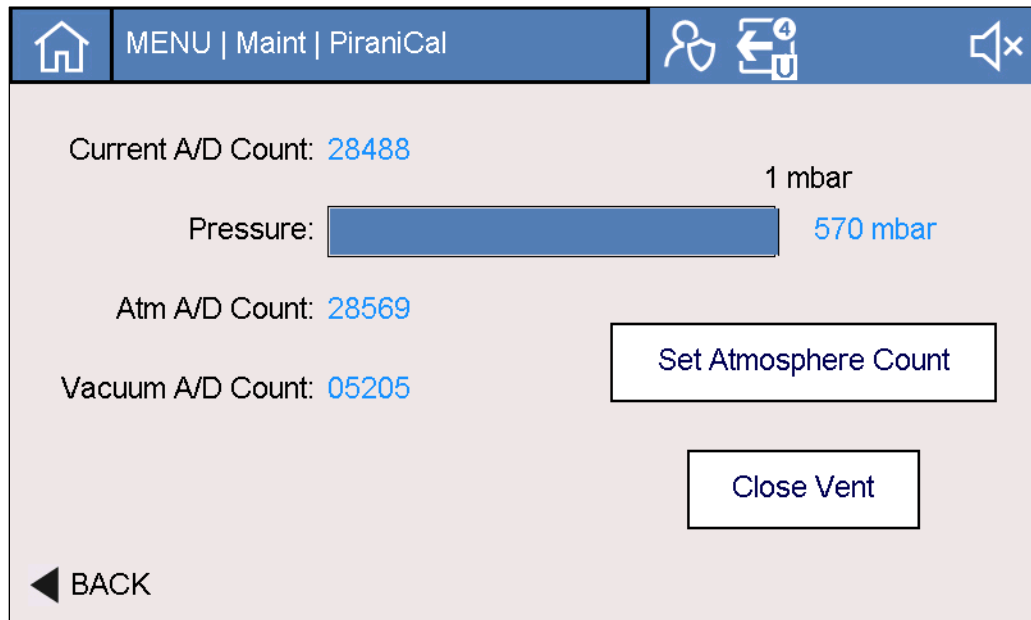 MENU | Maint | PiraniCal
4
U
Current A/D Count: 28488
1 mbar
Pressure: 570 mbar
Atm A/D Count: 28569
Set Atmosphere Count
Vacuum A/D Count: 05205
Close Vent
BACK